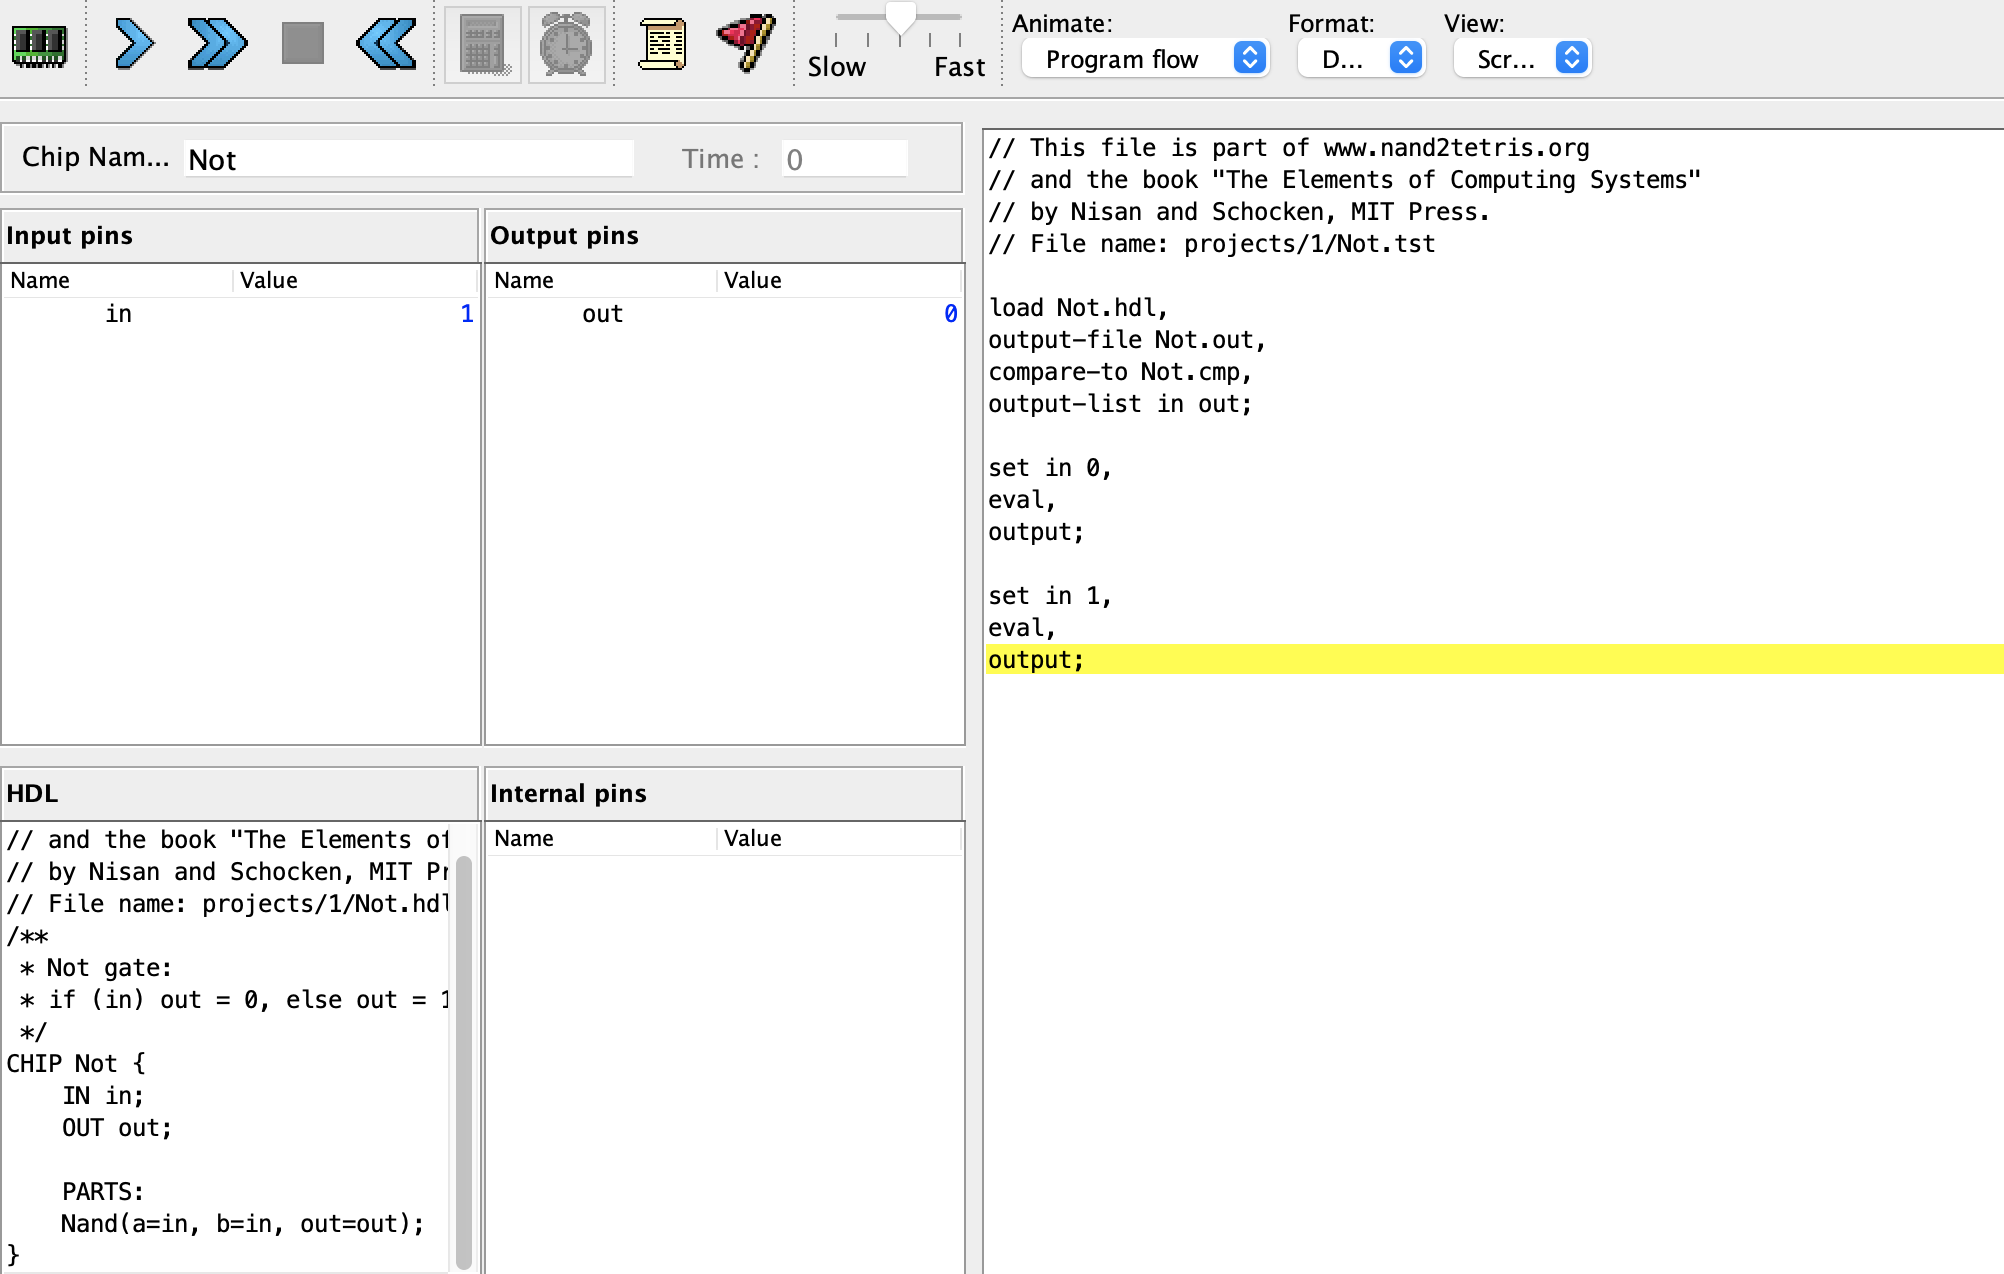 Slow
Fast
Animate:
Program flow
Format:
D...
View:
Scr...
Chip Nam...
Not
Time :
0
Input pins
Name
Value
in
1
Output pins
Name
Value
out
0
HDL
// and the book "The Elements of
// by Nisan and Schocken, MIT Pr
// File name: projects/1/Not.hdl
/**
* Not gate:
* if (in) out = 0, else out = 1
*/
CHIP Not {
IN in;
OUT out;
PARTS:
Nand(a=in, b=in, out=out);
}
Internal pins
Name
Value
// This file is part of www.nand2tetris.org
// and the book "The Elements of Computing Systems"
// by Nisan and Schocken, MIT Press.
// File name: projects/1/Not.tst
load Not.hdl,
output-file Not.out,
compare-to Not.cmp,
output-list in out;
set in 0,
eval,
output;
set in 1,
eval,
output;